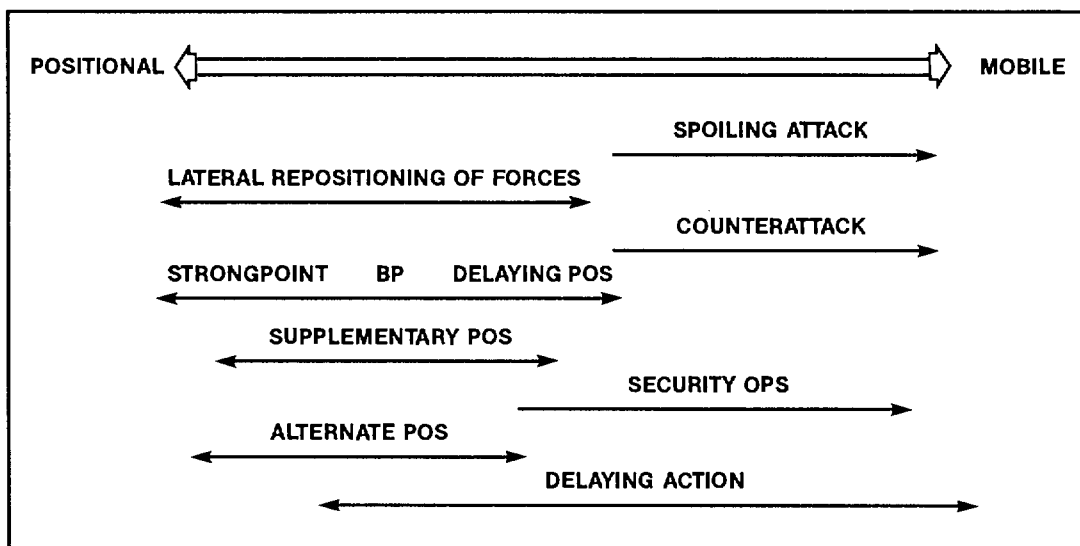 POSITIONAL MOBILE
SPOILING ATTACK
LATERAL REPOSITIONING OF FORCES
COUNTERATTACK
STRONGPOINT BP DELAYING POS
SUPPLEMENTARY POS
SECURITY OPS
ALTERNATE POS
DELAYING ACTION